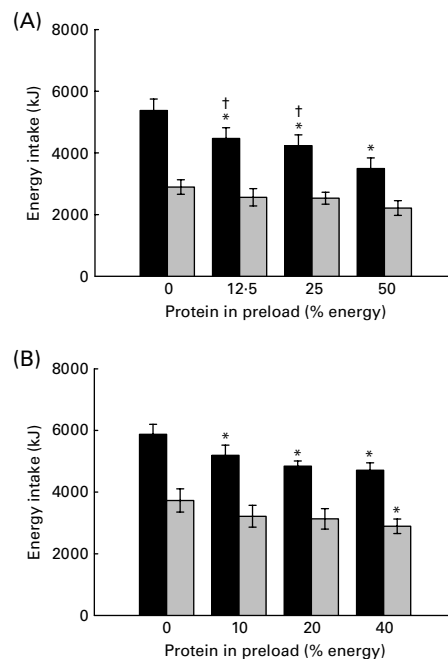 (A)
8000
6000
4000
2000
0
Energy intake (kJ)
†
*
†
*
*
0 12·5 25 50
Protein in preload (% energy)
(B)
8000
6000
4000
2000
0
Energy intake (kJ)
*
*
*
*
0 10 20 40
Protein in preload (% energy)